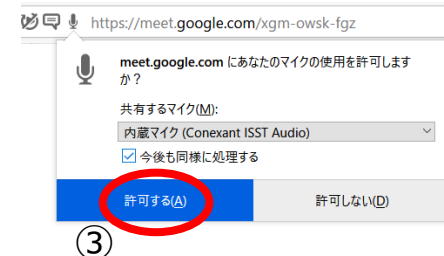 https://meet.google.com/xgm-owsk-fgz
meet.google.com にあなたのマイクの使用を許可します
か？
共有するマイク(M):
内蔵マイク (Conexant ISST Audio)
今後も同様に処理する
許可する(A)
許可しない(D)
③